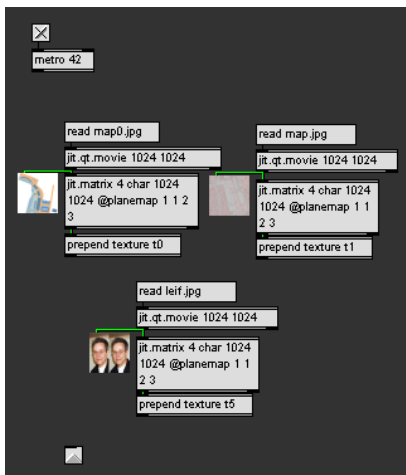 metro 42
read map0.jpg
jit.qt.movie 1024 1024
jit.matrix 4 char 1024
1024 @planemap 1 1 2
3
prepend texture t0
read map.jpg
jit.qt.movie 1024 1024
jit.matrix 4 char 1024
1024 @planemap 1 1
2 3
prepend texture t1
read leif.jpg
jit.qt.movie 1024 1024
jit.matrix 4 char 1024
1024 @planemap 1 1
2 3
prepend texture t5